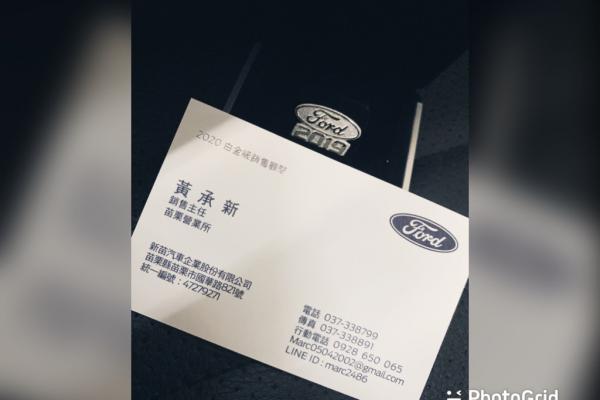 Ford
2019
2020 白金級銷售顧問
黃承新
銷售主任
苗栗營業所
Ford
新苗汽車企業股份有限公司
苗栗縣苗栗市國華路821號
統一編號：47279271
電話 037-338799
傳真 037-338891
行動電話 0928 650 065
Marc05042002@gmail.com
LINE ID : marc2486
PhotoGrid